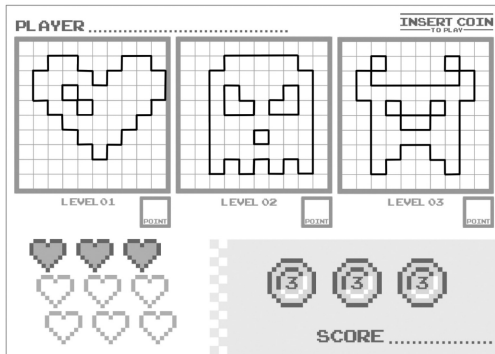 PLAYER
INSERT COIN
TO PLAY
LEVEL 01
LEVEL 02
LEVEL 03
POINT
POINT
POINT
3
3
3
SCORE